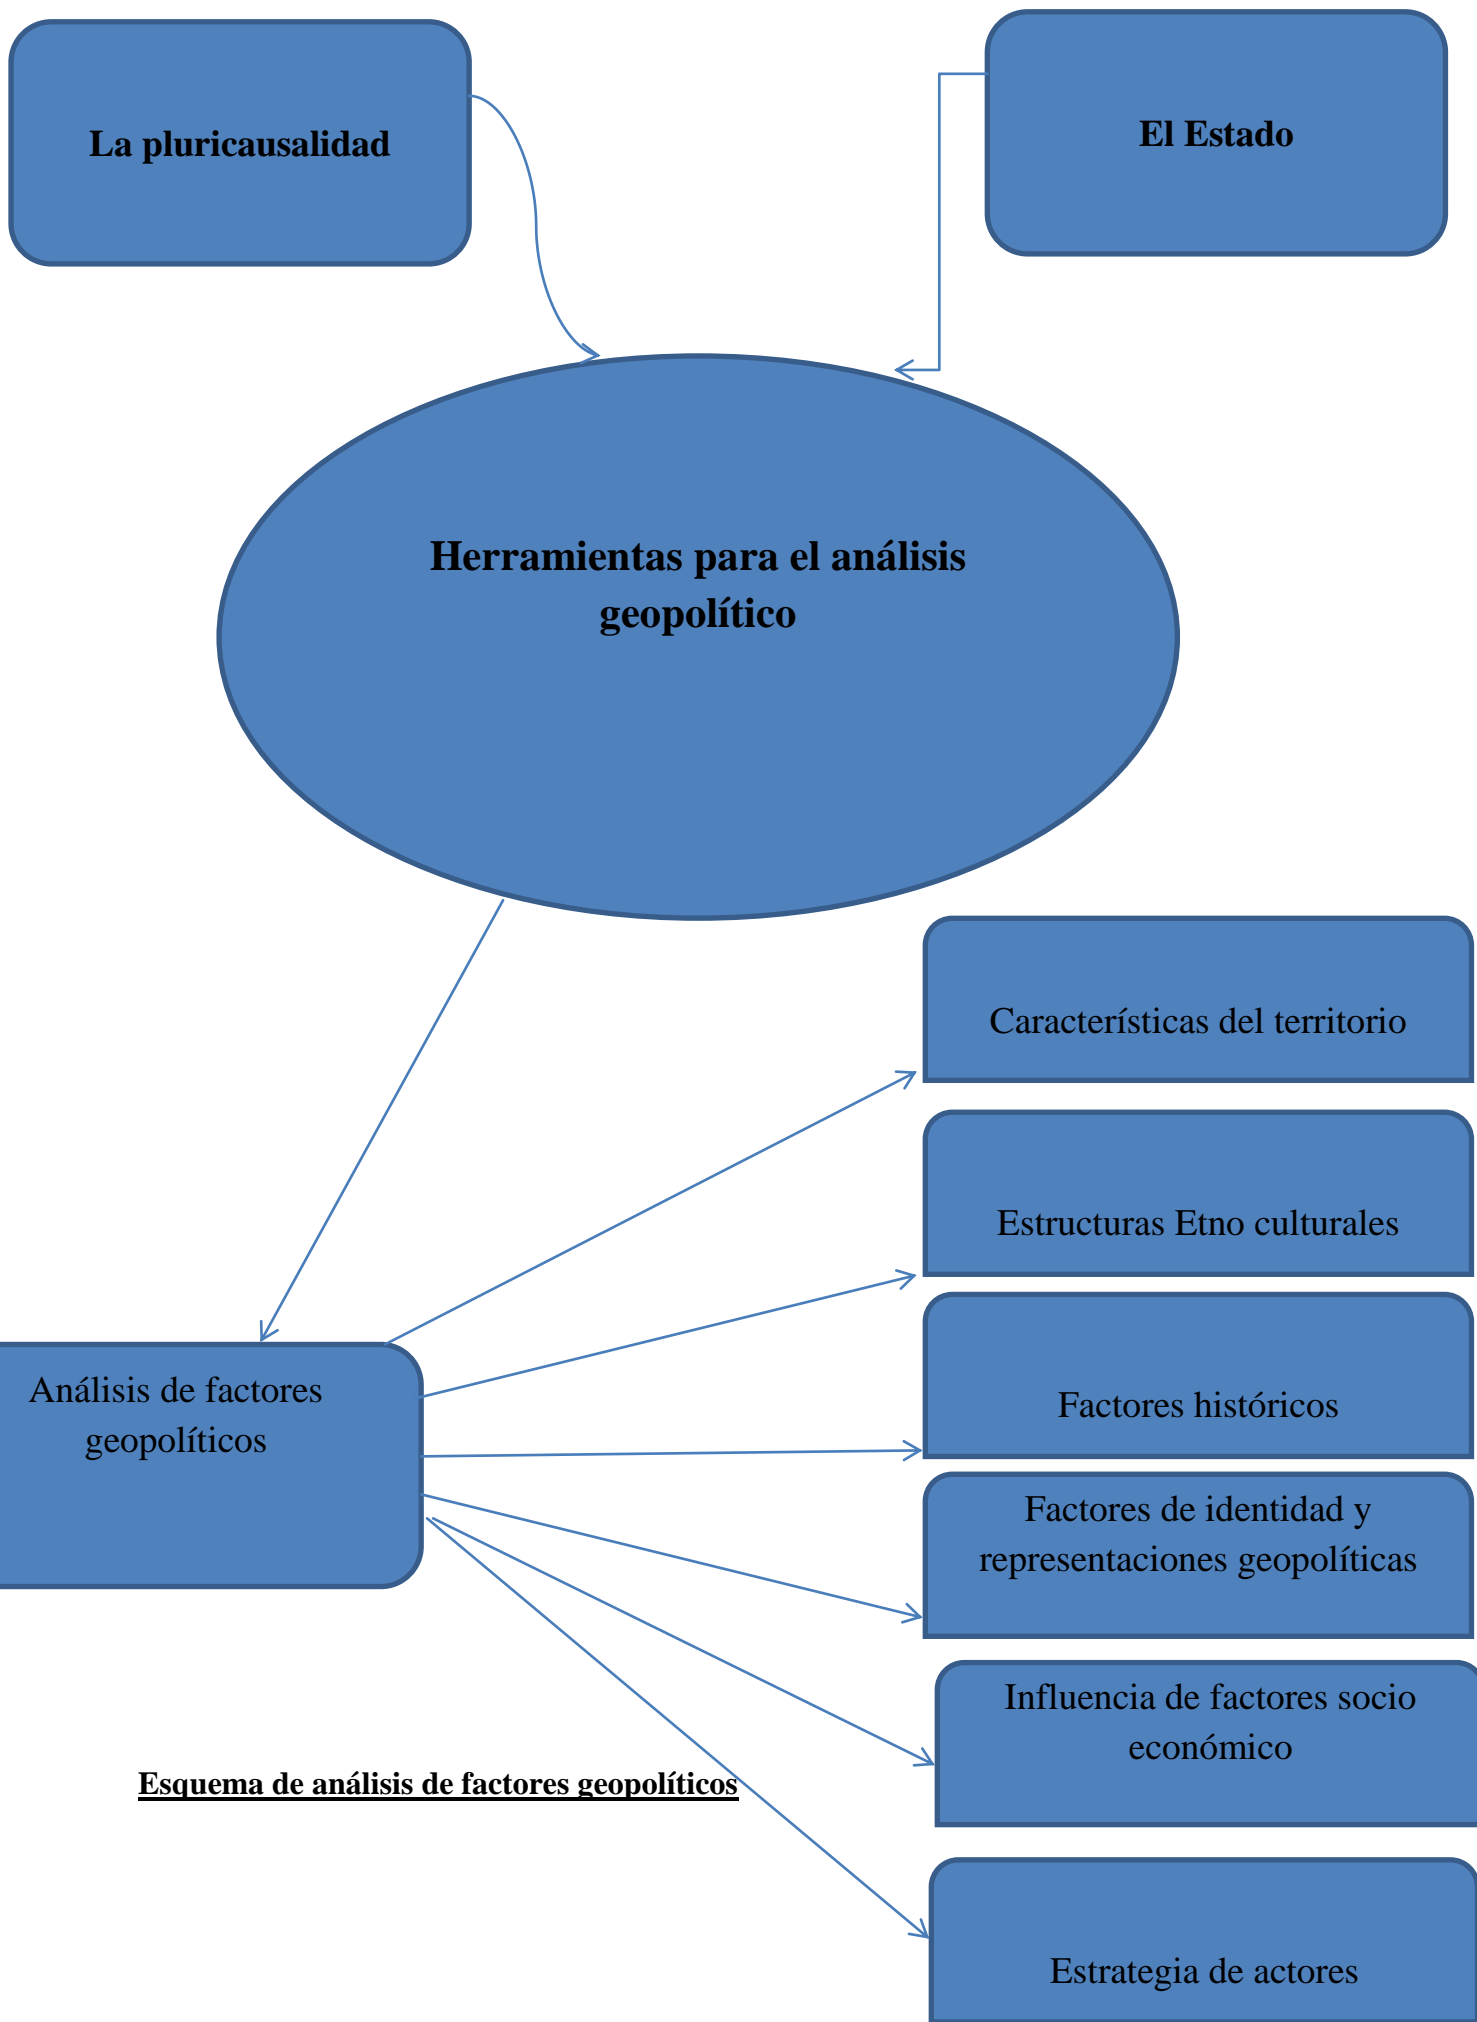 La pluricausalidad
El Estado
Herramientas para el análisis
geopolítico
Características del territorio
Estructuras Etno culturales
Análisis de factores
geopolíticos
Factores históricos
Factores de identidad y
representaciones geopolíticas
Influencia de factores socio
económico
Esquema de análisis de factores geopolíticos
Estrategia de actores